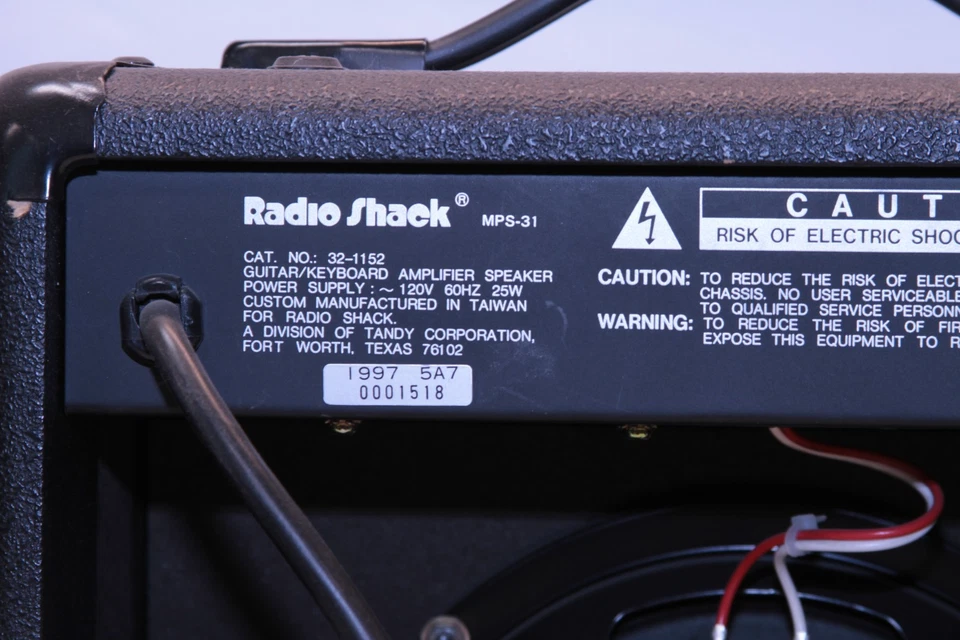 Radio Shack® MPS-31
CAT. NO.: 32-1152
GUITAR/KEYBOARD AMPLIFIER SPEAKER
POWER SUPPLY : ~ 120V 60HZ 25W
CUSTOM MANUFACTURED IN TAIWAN
FOR RADIO SHACK.
A DIVISION OF TANDY CORPORATION,
FORT WORTH, TEXAS 76102
1997 5A7
0001518
CAUT
RISK OF ELECTRIC SHOC
CAUTION: TO REDUCE THE RISK OF ELECT
CHASSIS. NO USER SERVICEABLE
TO QUALIFIED SERVICE PERSONN
WARNING: TO REDUCE THE RISK OF FIR
EXPOSE THIS EQUIPMENT TO R